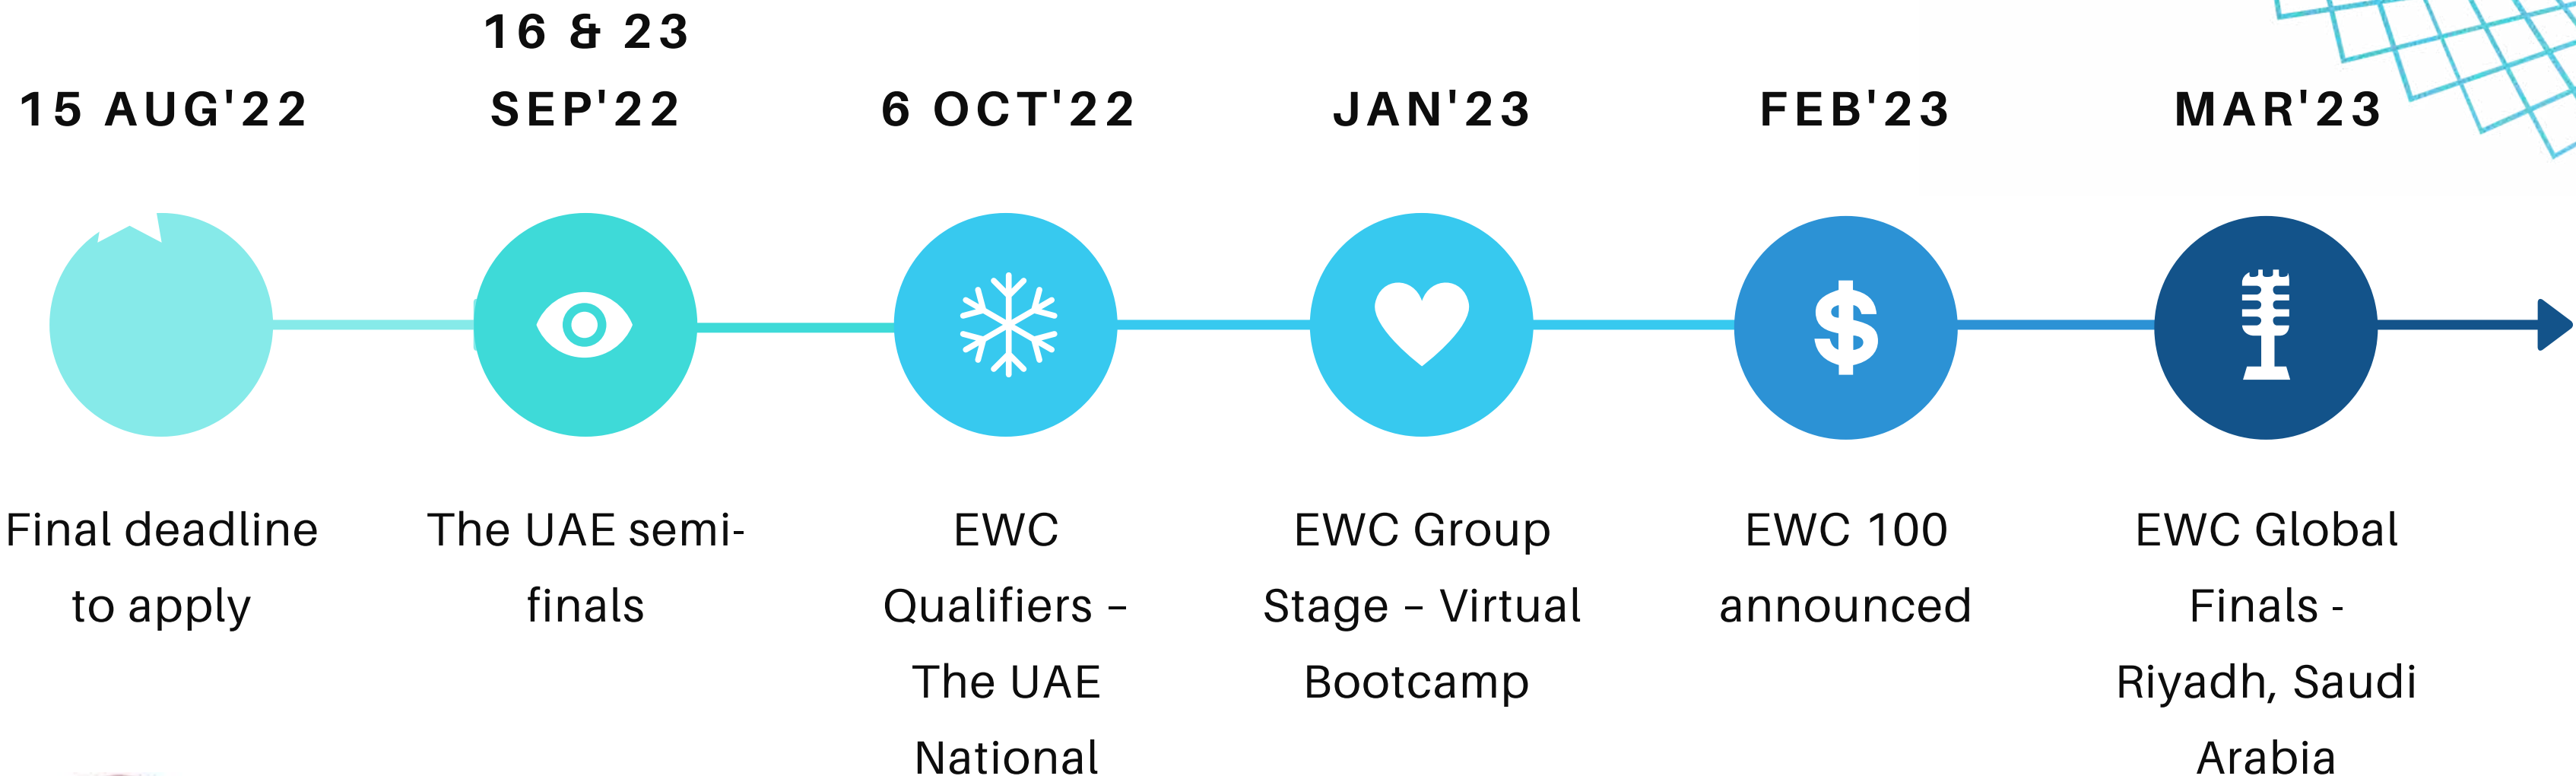 15 AUG'22
16 & 23
SEP'22
6 OCT'22
JAN'23
FEB'23
MAR'23
Final deadline
to apply
The UAE semi-
finals
EWC
Qualifiers –
The UAE
National
EWC Group
Stage – Virtual
Bootcamp
EWC 100
announced
EWC Global
Finals -
Riyadh, Saudi
Arabia